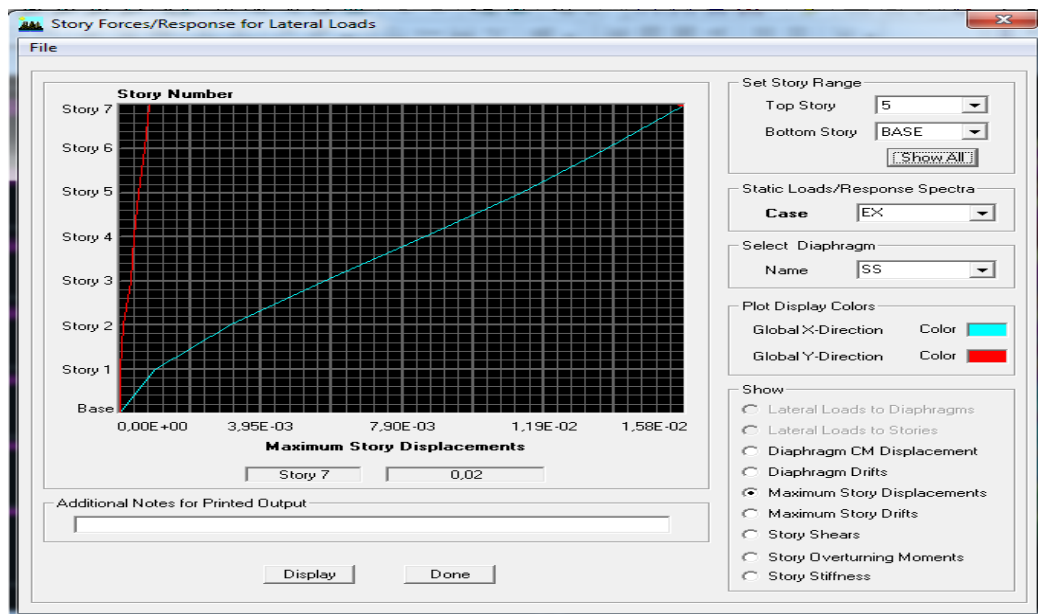 Story Forces/Response for Lateral Loads
File
Story Number
Story 7
Story 6
Story 5
Story 4
Story 3
Story 2
Story 1
Base
0,00E+00 3,95E-03 7,90E-03 1,19E-02 1,58E-02
Maximum Story Displacements
Story 7 0,02
Additional Notes for Printed Output
Display Done
Set Story Range
Top Story 5
Bottom Story BASE
Show All
Static Loads/Response Spectra
Case EX
Select Diaphragm
Name SS
Plot Display Colors
Global X-Direction Color
Global Y-Direction Color
Show
Lateral Loads to Diaphragms
Lateral Loads to Stories
Diaphragm CM Displacement
Diaphragm Drifts
Maximum Story Displacements
Maximum Story Drifts
Story Shears
Story Overturning Moments
Story Stiffness